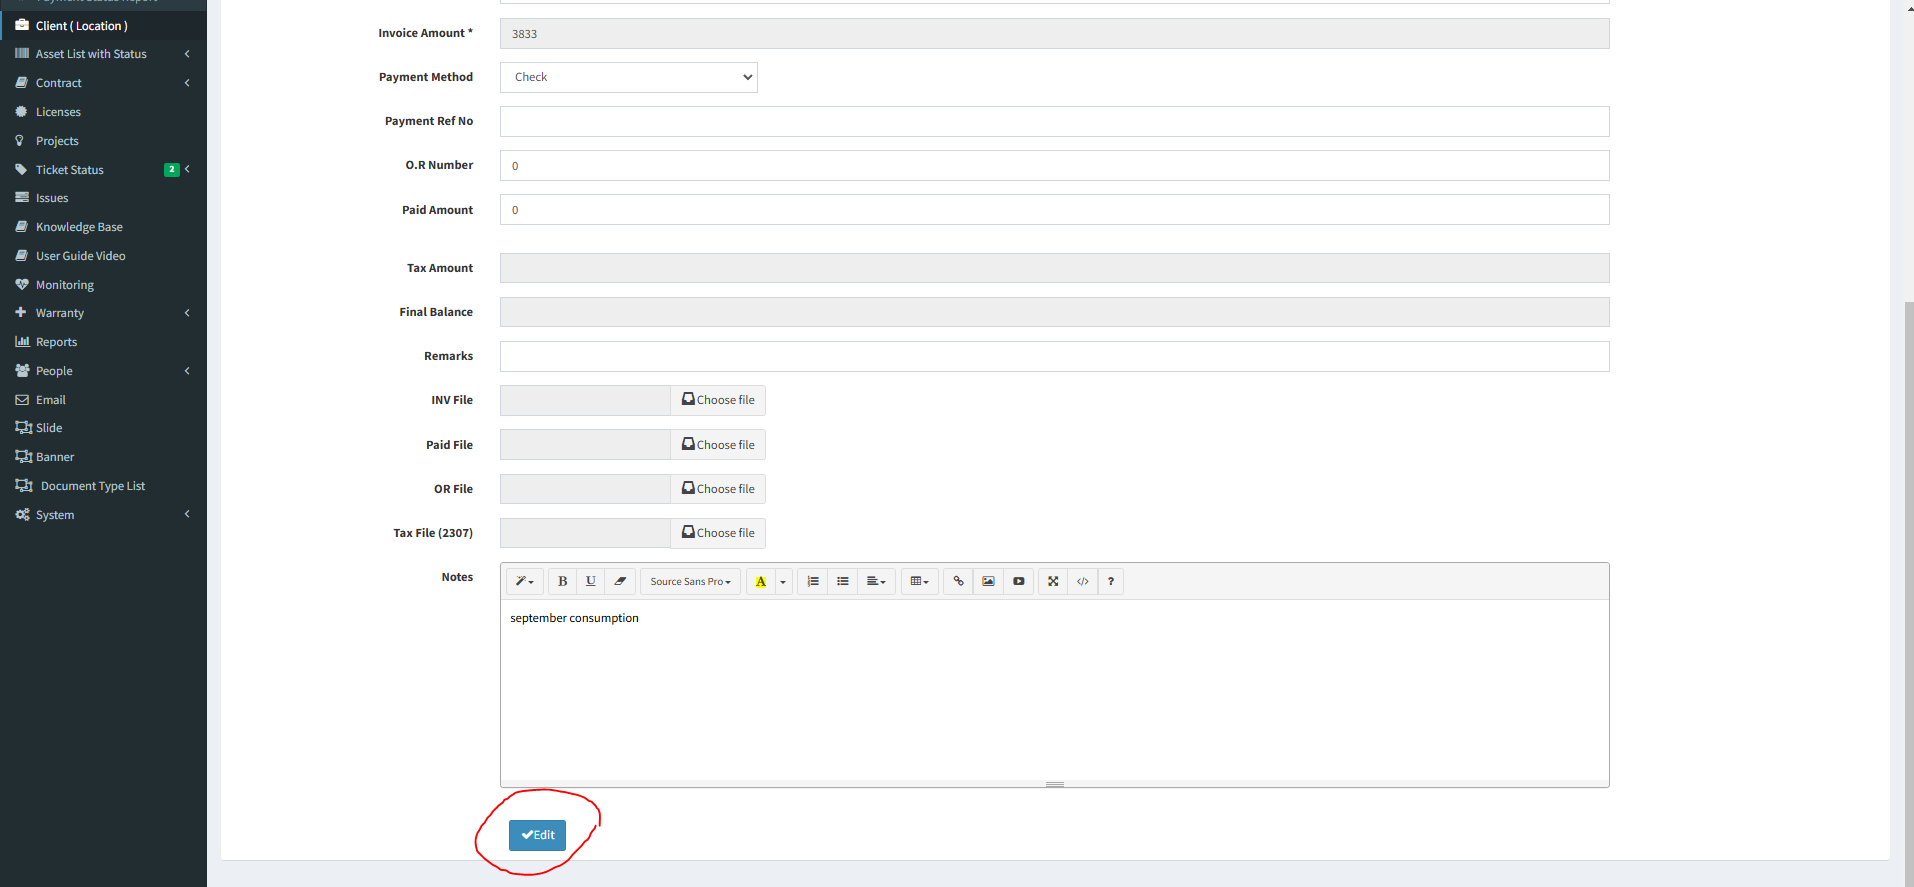 Payment Status Report
Client ( Location )
Asset List with Status
Contract
Licenses
Projects
Ticket Status 2
Issues
Knowledge Base
User Guide Video
Monitoring
Warranty
Reports
People
Email
Slide
Banner
Document Type List
System
Invoice Amount * 3833
Payment Method Check
Payment Ref No
O.R Number 0
Paid Amount 0
Tax Amount
Final Balance
Remarks
INV File Choose file
Paid File Choose file
OR File Choose file
Tax File (2307) Choose file
Notes
B U Source Sans Pro A </> ?
september consumption
Edit